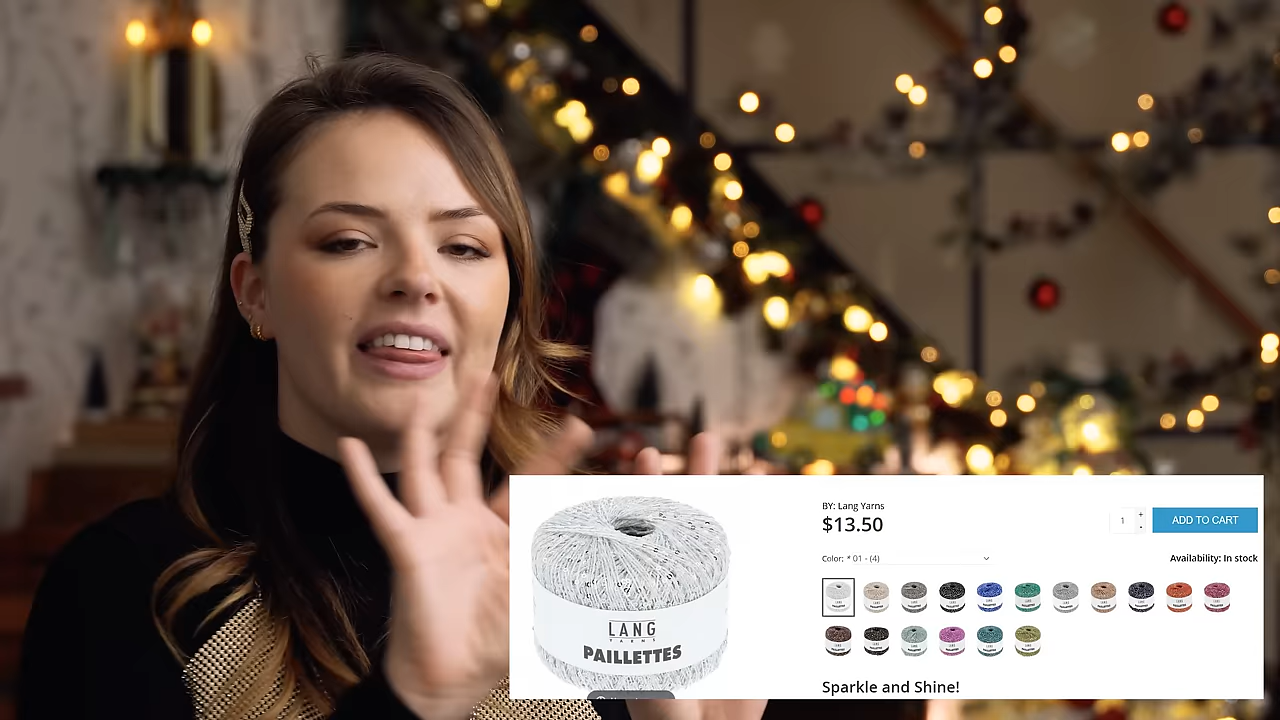 BY: Lang Yarns
$13.50
1
+
-
ADD TO CART
Color: * 01 - (4)
Availability: In stock
LANG
YARNS
PAILLETTES
Sparkle and Shine!